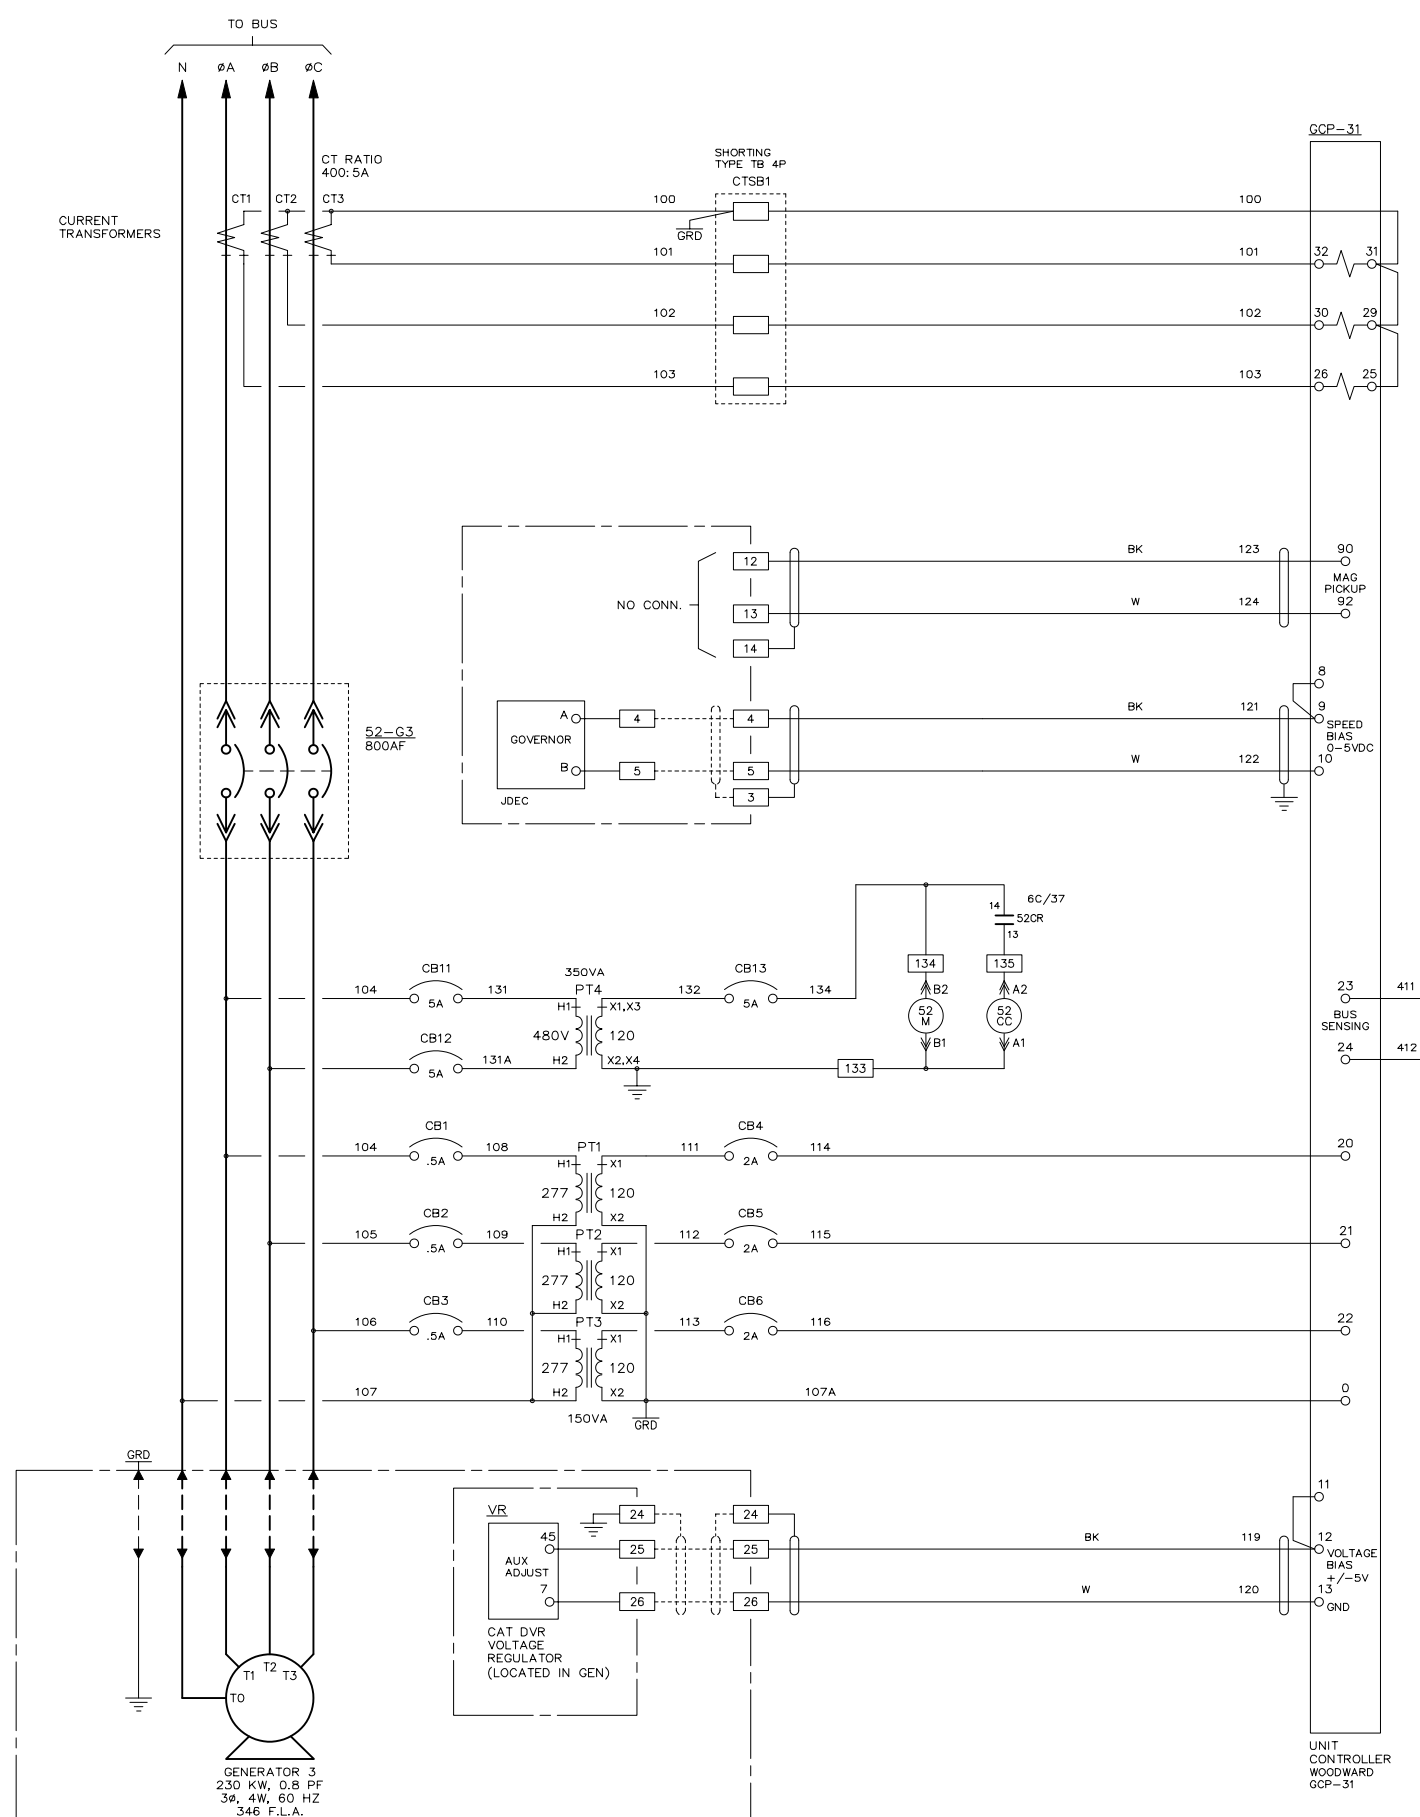 TO BUS
N ØA ØB ØC
GCP-31
CT RATIO
400:5A
SHORTING
TYPE TB 4P
CTSB1
CT1 CT2 CT3
100 100
CURRENT
TRANSFORMERS
GRD
101 101 32 31
102 102 30 29
103 103 26 25
12 BK 123 90
MAG
PICKUP
NO CONN.
13 W 124 92
14
8
52-G3
800AF
A 4 4 BK 121 9
GOVERNOR
SPEED
BIAS
0-5VDC
B 5 5 W 122 10
3
JDEC
14 6C/37
52CR
13
134 135
CB11 350VA CB13
104 5A 131 PT4 132 5A 134
H1 X1,X3
B2 A2
23 411
52
M
52
CC
BUS
SENSING
480V 120
CB12
5A 131A H2 X2,X4
B1 A1
24 412
133
CB1 CB4
104 .5A 108 PT1 111 2A 114 20
H1 X1
277 120
H2 X2
CB2 PT2 CB5
105 .5A 109 112 2A 115 21
H1 X1
277 120
H2 X2
CB3 PT3 CB6
106 .5A 110 113 2A 116 22
H1 X1
277 120
H2 X2
107 107A 0
150VA GRD
GRD
11
VR 24 24
45 25 25 BK 119 12
AUX
ADJUST
VOLTAGE
BIAS
+/-5V
7 26 26 W 120 13
GND
CAT DVR
VOLTAGE
REGULATOR
(LOCATED IN GEN)
T1 T2 T3
T0
GENERATOR 3
230 KW, 0.8 PF
3Ø, 4W, 60 HZ
346 F.L.A.
UNIT
CONTROLLER
WOODWARD
GCP-31